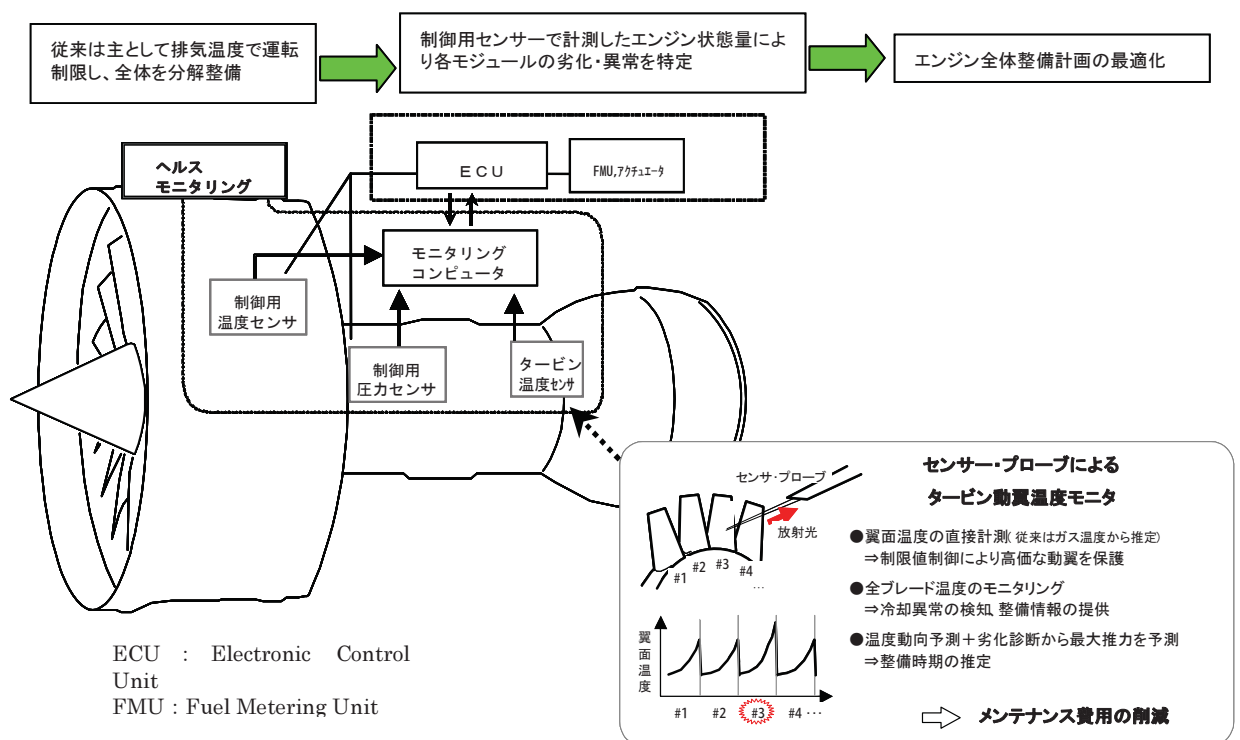 従来は主として排気温度で運転
制限し、全体を分解整備
制御用センサーで計測したエンジン状態量によ
り各モジュールの劣化・異常を特定
エンジン全体整備計画の最適化
ヘルス
モニタリング
ECU
FMU,アクチュエータ
モニタリング
コンピュータ
制御用
温度センサ
制御用
圧力センサ
タービン
温度センサ
センサー・プローブによる
タービン動翼温度モニタ
センサ・プローブ
放射光
#1 #2 #3 #4
…
●翼面温度の直接計測(従来はガス温度から推定)
⇒制限値制御により高価な動翼を保護
●全ブレード温度のモニタリング
⇒冷却異常の検知、整備情報の提供
●温度動向予測+劣化診断から最大推力を予測
⇒整備時期の推定
翼面温度
#1 #2 #3 #4 …
⇨ メンテナンス費用の削減
ECU : Electronic Control
Unit
FMU : Fuel Metering Unit